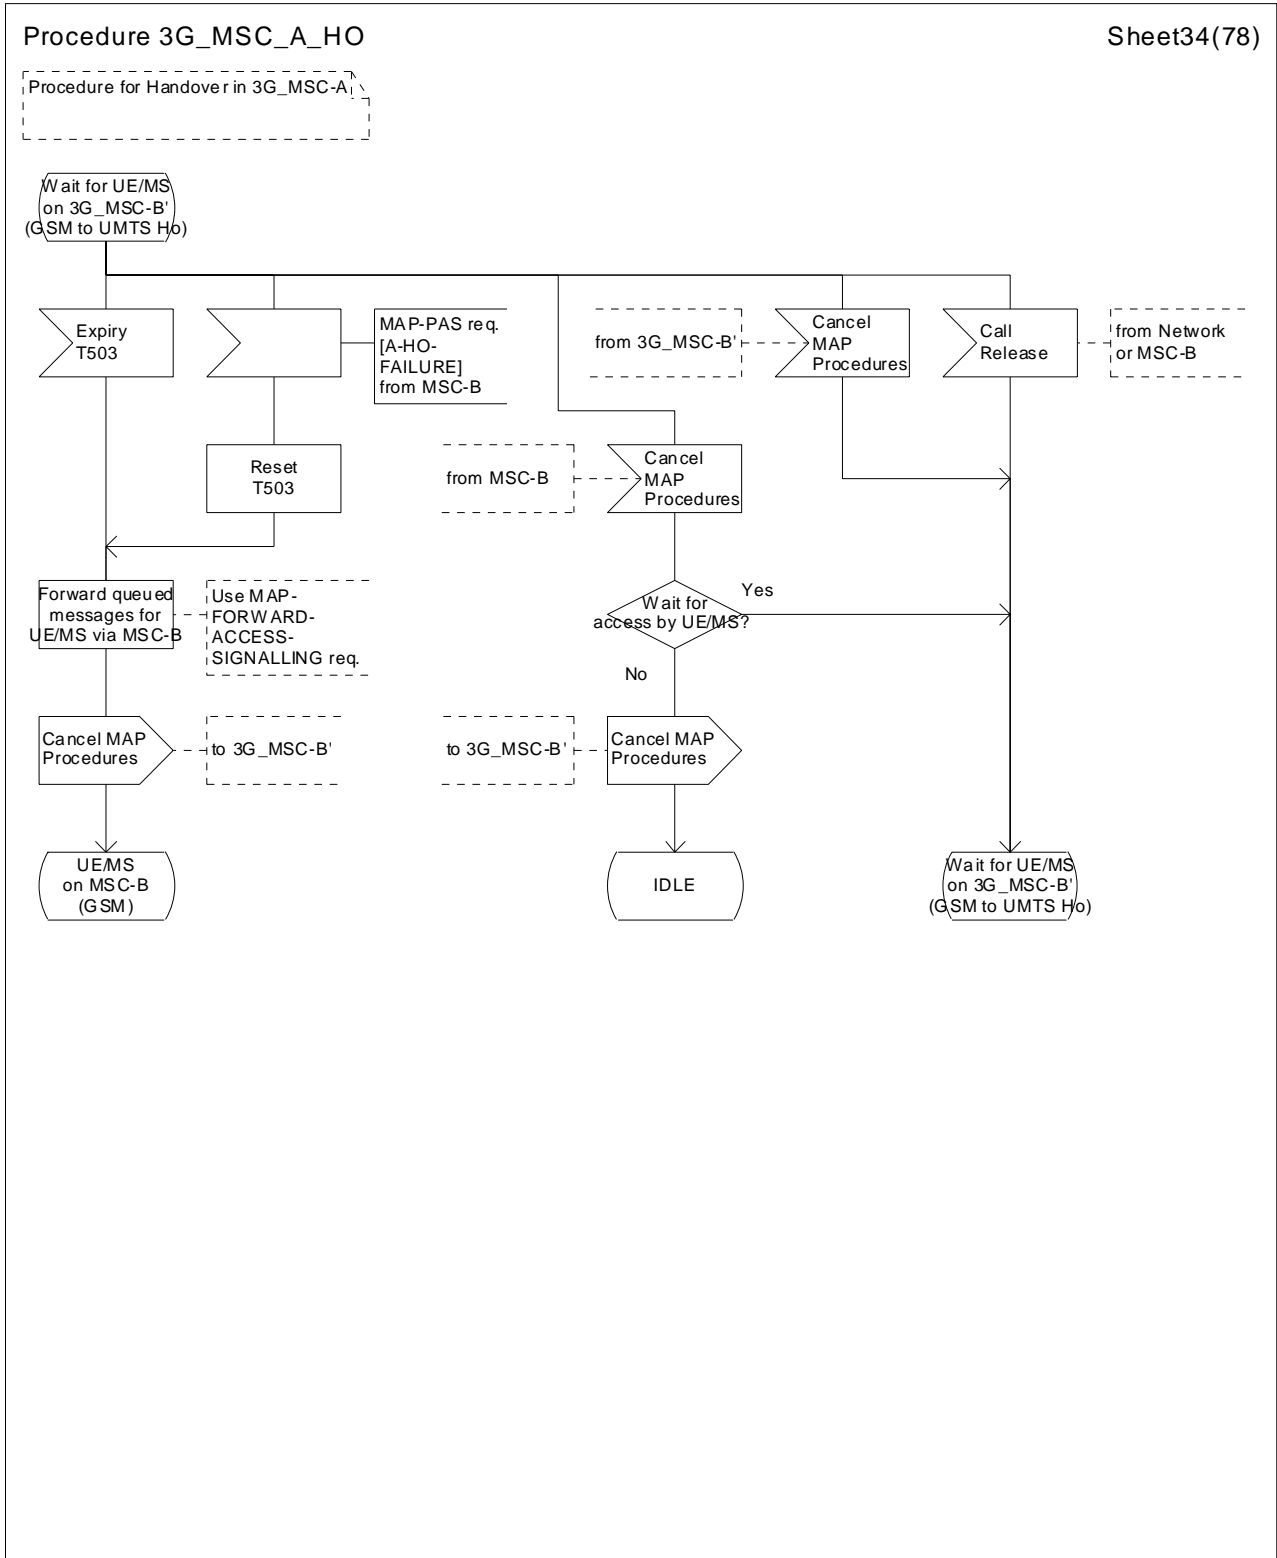 Procedure 3G_MSC_A_HO
Sheet34(78)
Procedure for Handover in 3G_MSC-A
Wait for UE/MS
on 3G_MSC-B'
(GSM to UMTS Ho)
Expiry
T503
MAP-PAS req.
[A-HO-
FAILURE]
from MSC-B
from 3G_MSC-B'
Cancel
MAP
Procedures
Call
Release
from Network
or MSC-B
Reset
T503
from MSC-B
Cancel
MAP
Procedures
Forward queued
messages for
UE/MS via MSC-B
Use MAP-
FORWARD-
ACCESS-
SIGNALLING req.
Wait for
access by UE/MS?
Yes
No
Cancel MAP
Procedures
to 3G_MSC-B'
to 3G_MSC-B'
Cancel MAP
Procedures
UE/MS
on MSC-B
(GSM)
IDLE
Wait for UE/MS
on 3G_MSC-B'
(GSM to UMTS Ho)